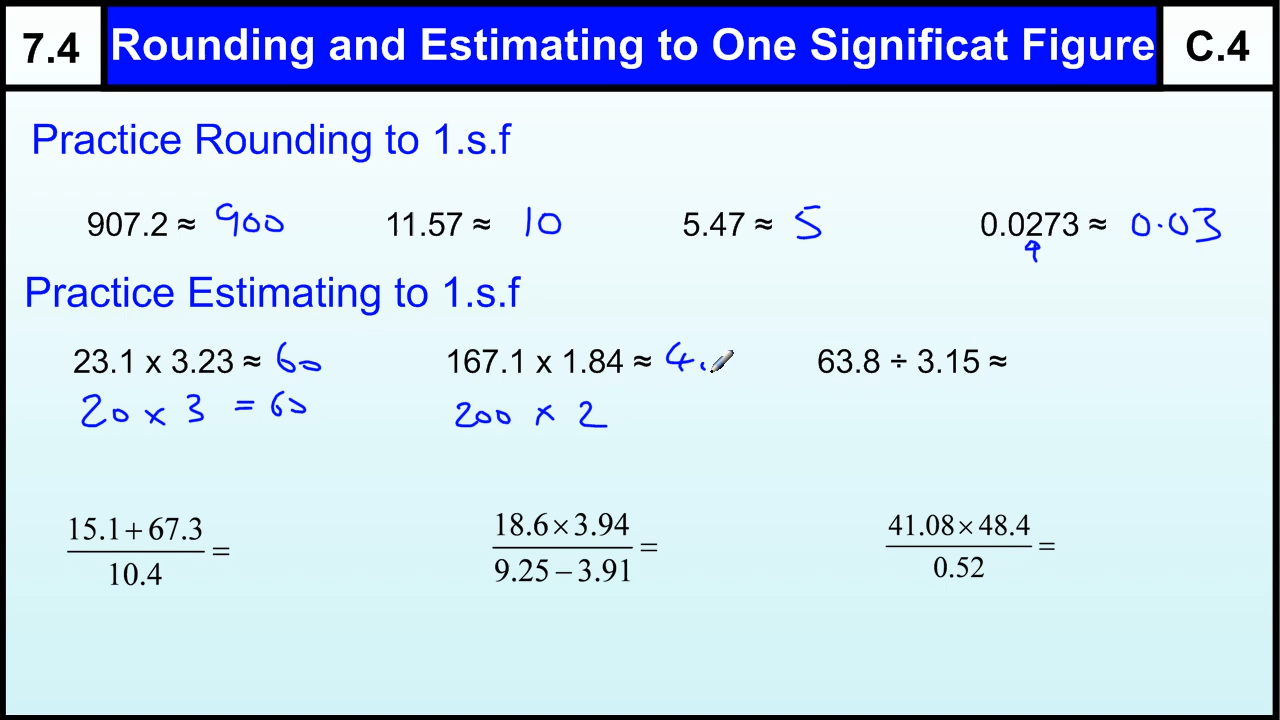 7.4 Rounding and Estimating to One Significat Figure C.4
Practice Rounding to 1.s.f
907.2 ≈ 900 11.57 ≈ 10 5.47 ≈ 5 0.0273 ≈ 0.03
Practice Estimating to 1.s.f
23.1 x 3.23 ≈ 60 167.1 x 1.84 ≈ 4 63.8 ÷ 3.15 ≈
20 x 3 = 60 200 x 2
15.1 + 67.3 18.6 × 3.94 41.08 × 48.4
= = =
10.4 9.25 − 3.91 0.52